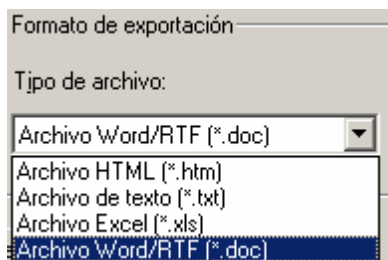 Formato de exportación
Tipo de archivo:
Archivo Word/RTF (*.doc)
Archivo HTML (*.htm)
Archivo de texto (*.txt)
Archivo Excel (*.xls)
Archivo Word/RTF (*.doc)